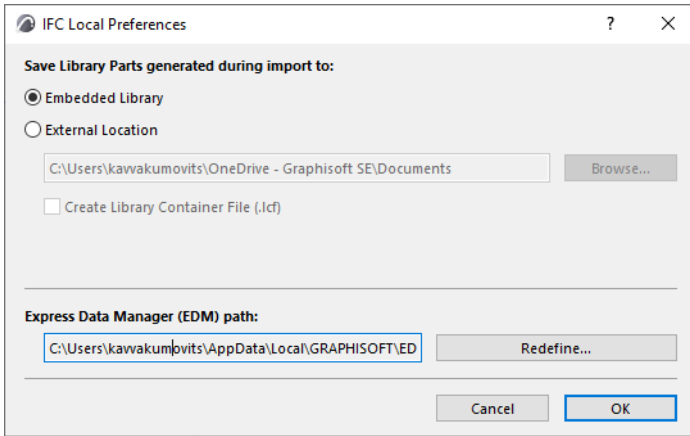 IFC Local Preferences ?
Save Library Parts generated during import to:
Embedded Library
External Location
C:\Users\kavvakumovits\OneDrive - Graphisoft SE\Documents
Browse...
Create Library Container File (.lcf)
Express Data Manager (EDM) path:
C:\Users\kavvakumovits\AppData\Local\GRAPHISOFT\ED
Redefine...
Cancel
OK